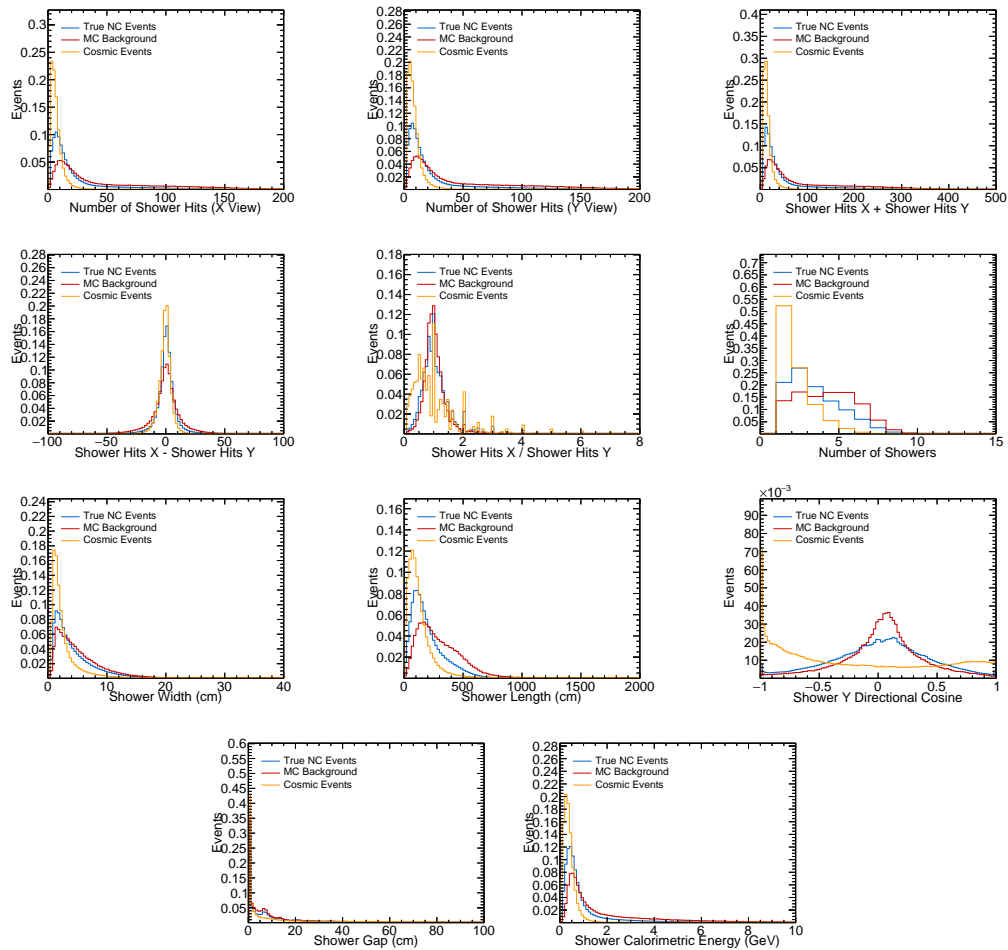 True NC Events
MC Background
Cosmic Events
Events
0.3
0.25
0.2
0.15
0.1
0.05
0 50 100 150 200
Number of Shower Hits (X View)
True NC Events
MC Background
Cosmic Events
Events
0.2
0.18
0.16
0.14
0.12
0.1
0.08
0.06
0.04
0.02
0 50 100 150 200
Number of Shower Hits (Y View)
True NC Events
MC Background
Cosmic Events
Events
0.4
0.35
0.3
0.25
0.2
0.15
0.1
0.05
0 100 200 300 400 500
Shower Hits X + Shower Hits Y
True NC Events
MC Background
Cosmic Events
Events
0.28
0.26
0.24
0.22
0.2
0.18
0.16
0.14
0.12
0.1
0.08
0.06
0.04
0.02
−100 −50 0 50 100
Shower Hits X - Shower Hits Y
True NC Events
MC Background
Cosmic Events
Events
0.18
0.16
0.14
0.12
0.1
0.08
0.06
0.04
0.02
0 2 4 6 8
Shower Hits X / Shower Hits Y
True NC Events
MC Background
Cosmic Events
Events
0.7
0.65
0.6
0.55
0.5
0.45
0.4
0.35
0.3
0.25
0.2
0.15
0.1
0.05
0 5 10 15
Number of Showers
True NC Events
MC Background
Cosmic Events
Events
0.24
0.22
0.2
0.18
0.16
0.14
0.12
0.1
0.08
0.06
0.04
0.02
0 10 20 30 40
Shower Width (cm)
True NC Events
MC Background
Cosmic Events
Events
0.16
0.14
0.12
0.1
0.08
0.06
0.04
0.02
0 500 1000 1500 2000
Shower Length (cm)
×10−3
True NC Events
MC Background
Cosmic Events
Events
90
80
70
60
50
40
30
20
10
−1 −0.5 0 0.5 1
Shower Y Directional Cosine
True NC Events
MC Background
Cosmic Events
Events
0.6
0.55
0.5
0.45
0.4
0.35
0.3
0.25
0.2
0.15
0.1
0.05
0 20 40 60 80 100
Shower Gap (cm)
True NC Events
MC Background
Cosmic Events
Events
0.28
0.26
0.24
0.22
0.2
0.18
0.16
0.14
0.12
0.1
0.08
0.06
0.04
0.02
0 2 4 6 8 10
Shower Calorimetric Energy (GeV)